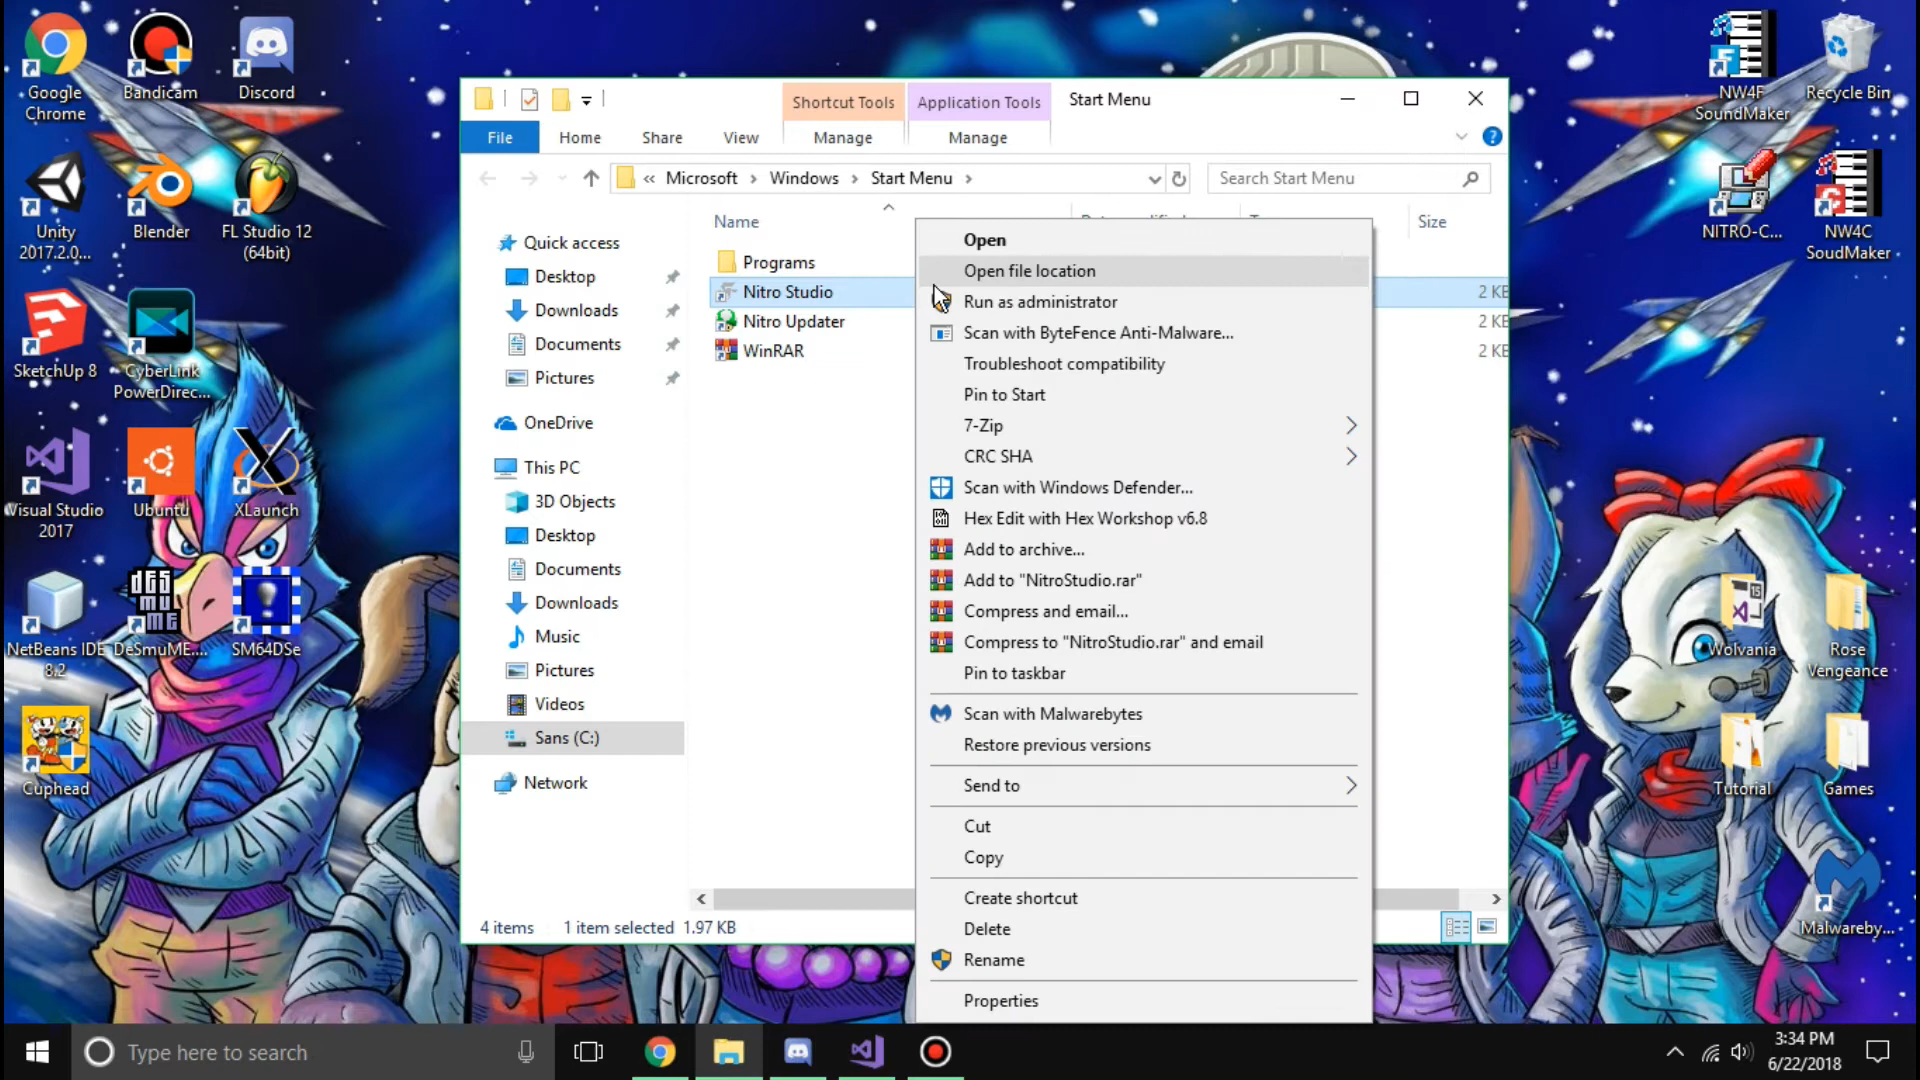 Google
Chrome
Bandicam
Discord
Unity
2017.2.0...
Blender
FL Studio 12
(64bit)
SketchUp 8
CyberLink
PowerDirec...
Visual Studio
2017
Ubuntu
XLaunch
NetBeans IDE
8.2
DeSmuME....
SM64DSe
Cuphead
Shortcut Tools
Application Tools
Start Menu
File
Home
Share
View
Manage
Manage
« Microsoft > Windows > Start Menu >
Search Start Menu
Quick access
Desktop
Downloads
Documents
Pictures
OneDrive
This PC
3D Objects
Desktop
Documents
Downloads
Music
Pictures
Videos
Sans (C:)
Network
Name
Size
Programs
Nitro Studio
2 KB
Nitro Updater
2 KB
WinRAR
2 KB
Open
Open file location
Run as administrator
Scan with ByteFence Anti-Malware...
Troubleshoot compatibility
Pin to Start
7-Zip
CRC SHA
Scan with Windows Defender...
Hex Edit with Hex Workshop v6.8
Add to archive...
Add to "NitroStudio.rar"
Compress and email...
Compress to "NitroStudio.rar" and email
Pin to taskbar
Scan with Malwarebytes
Restore previous versions
Send to
Cut
Copy
Create shortcut
Delete
Rename
Properties
4 items
1 item selected 1.97 KB
NW4F
SoundMaker
Recycle Bin
NITRO-C...
NW4C
SoudMaker
Wolvania
Rose
Vengeance
Tutorial
Games
Malwareby...
Type here to search
3:34 PM
6/22/2018